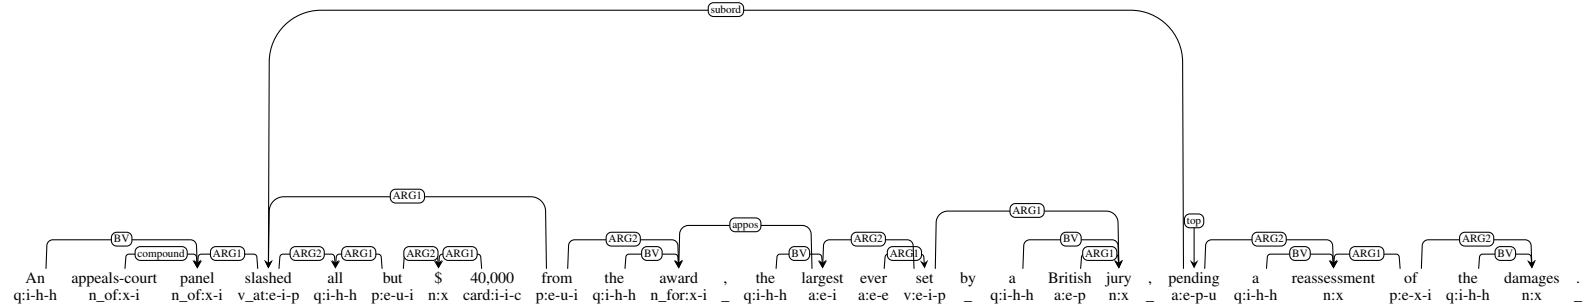 subord
ARG1
ARG1
top
appos
BV ARG2 BV ARG2 ARG2 ARG2
compound ARG1 ARG2 ARG1 ARG2 ARG1 BV BV ARG1 ARG1 BV ARG1 BV
An appeals-court panel slashed all but $ 40,000 from the award , the largest ever set by a British jury , pending a reassessment of the damages .
q:i-h-h n_of:x-i n_of:x-i v_at:e-i-p q:i-h-h p:e-u-i n:x card:i-i-c p:e-u-i q:i-h-h n_for:x-i _ q:i-h-h a:e-i a:e-e v:e-i-p _ q:i-h-h a:e-p n:x _ a:e-p-u q:i-h-h n:x p:e-x-i q:i-h-h n:x _